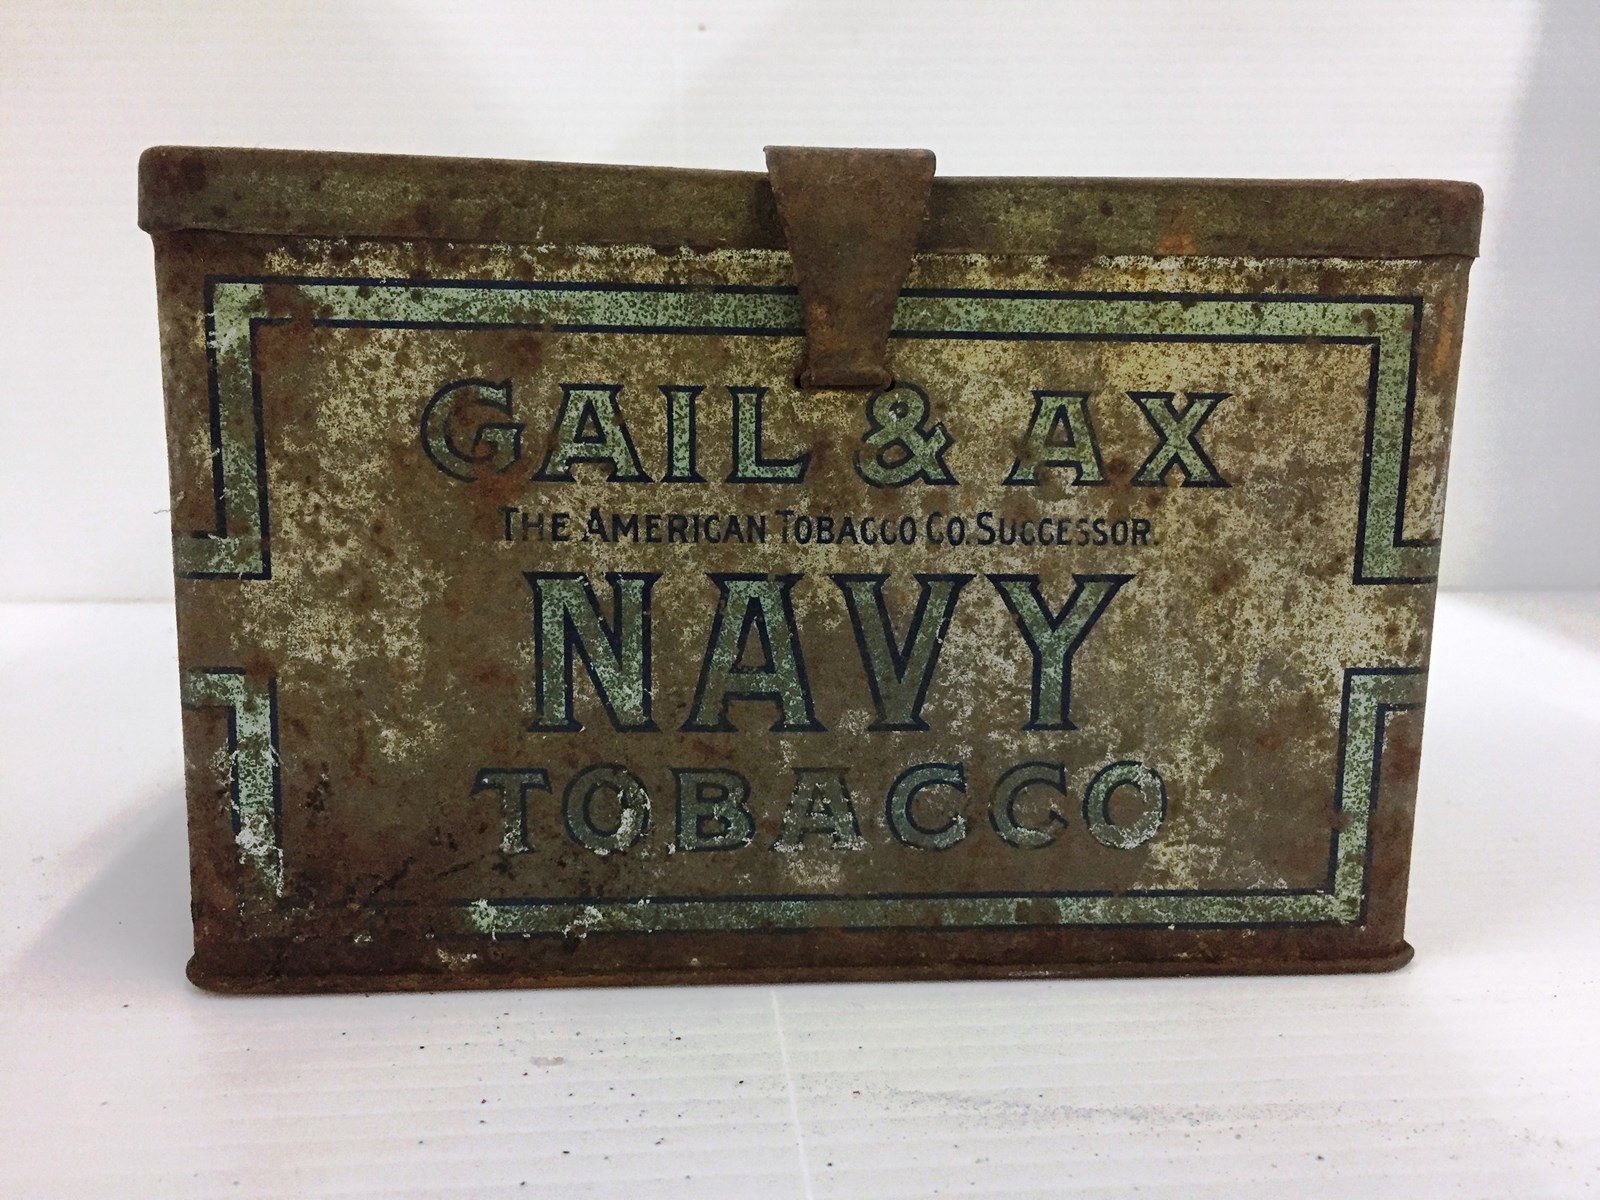 GAIL & AX
THE AMERICAN TOBACCO CO. SUCCESSOR.
NAVY
TOBACCO